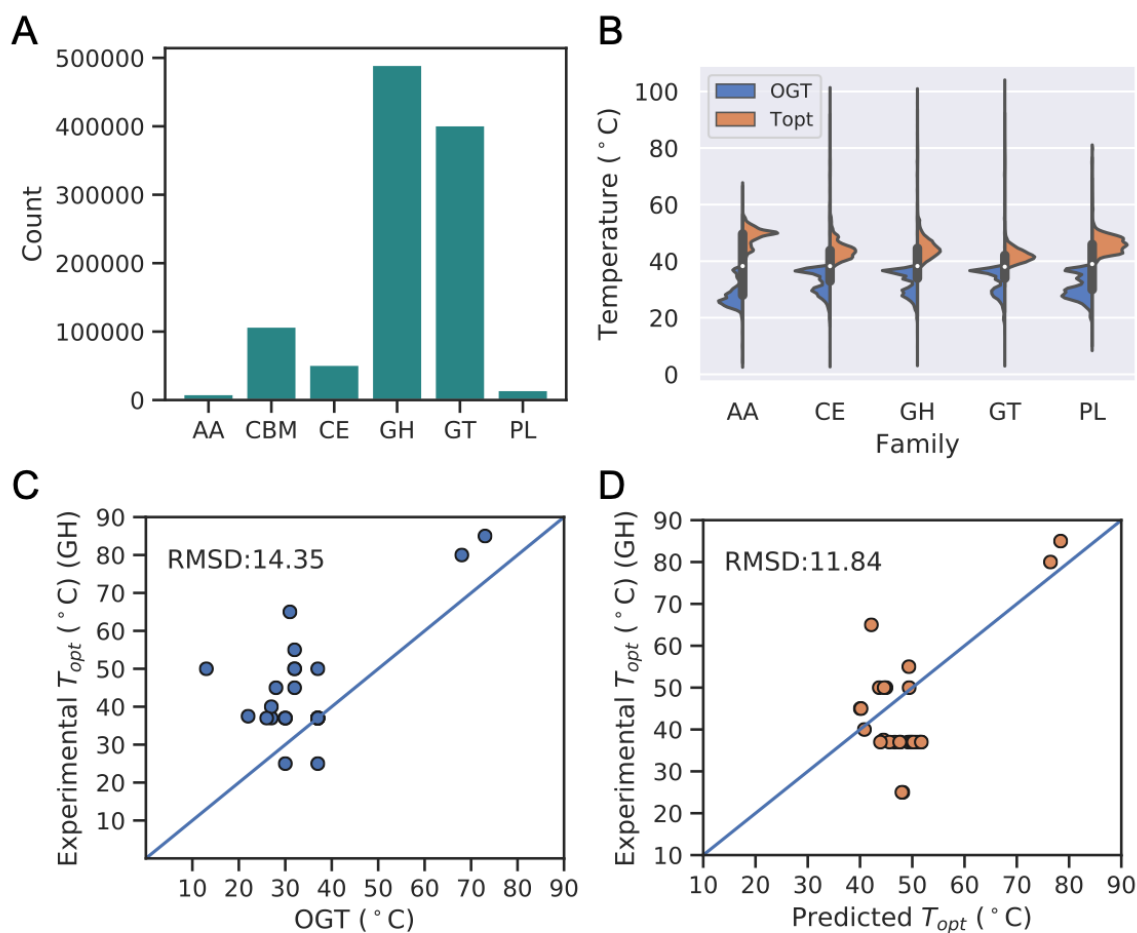 A
500000
400000
300000
200000
100000
0
Count
AA CBM CE GH GT PL
B
OGT
Topt
100
80
60
40
20
0
Temperature (°C)
AA CE GH GT PL
Family
C
RMSD:14.35
90
80
70
60
50
40
30
20
10
Experimental Topt (°C) (GH)
10 20 30 40 50 60 70 80 90
OGT (°C)
D
RMSD:11.84
90
80
70
60
50
40
30
20
10
Experimental Topt (°C) (GH)
10 20 30 40 50 60 70 80 90
Predicted Topt (°C)